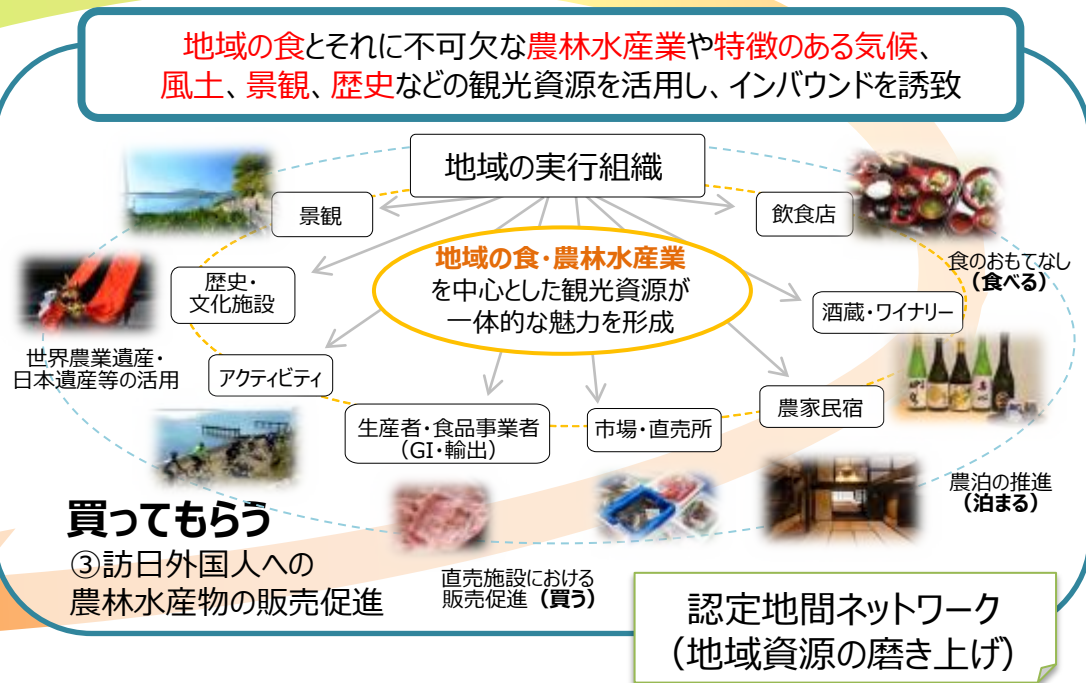 地域の食とそれに不可欠な農林水産業や特徴のある気候、
風土、景観、歴史などの観光資源を活用し、インバウンドを誘致
地域の実行組織
景観
飲食店
地域の食・農林水産業
を中心とした観光資源が
一体的な魅力を形成
歴史・
文化施設
食のおもてなし
(食べる)
酒蔵・ワイナリー
世界農業遺産・
日本遺産等の活用
アクティビティ
農家民宿
生産者・食品事業者
(GI・輸出)
市場・直売所
農泊の推進
(泊まる)
買ってもらう
③訪日外国人への
農林水産物の販売促進
直売施設における
販売促進(買う)
認定地間ネットワーク
(地域資源の磨き上げ)